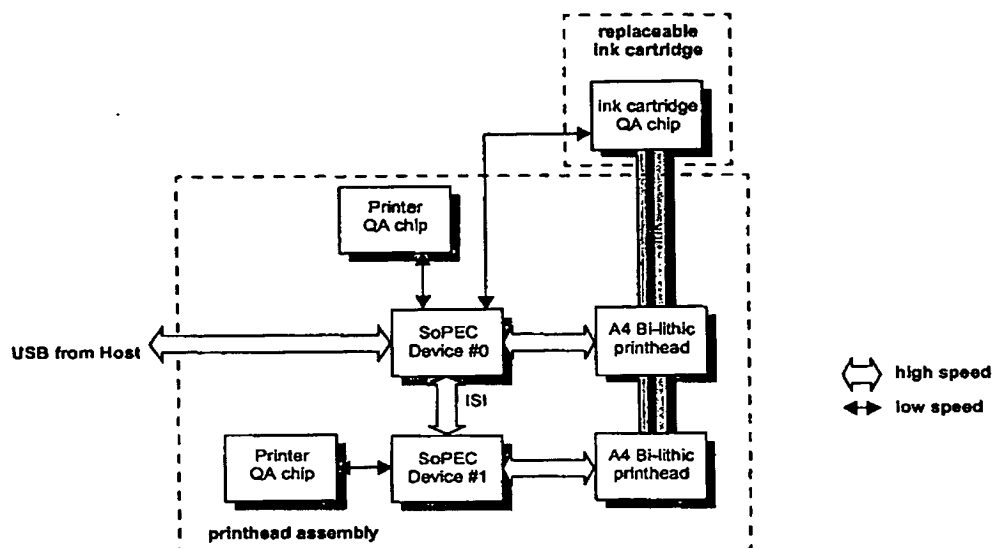 replaceable
ink cartridge
ink cartridge
QA chip
Printer
QA chip
SoPEC
Device #0
A4 Bi-lithic
printhead
USB from Host
high speed
ISI
low speed
Printer
QA chip
SoPEC
Device #1
A4 Bi-lithic
printhead
printhead assembly